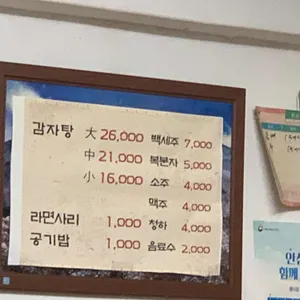 감자탕 大 26,000 백세주 7,000
中 21,000 복분자 5,000
小 16,000 소주 4,000
맥주 4,000
라면사리 1,000 청하 4,000
공기밥 1,000 음료수 2,000